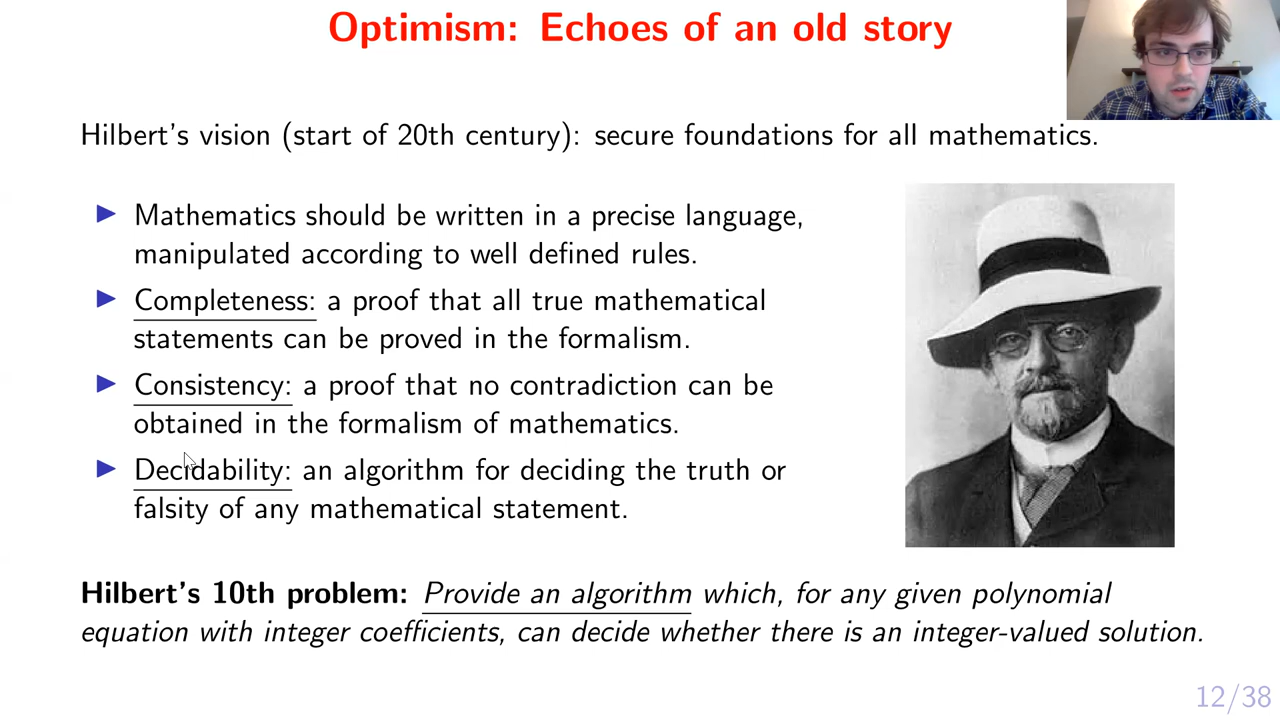 Optimism: Echoes of an old story
Hilbert's vision (start of 20th century): secure foundations for all mathematics.
Mathematics should be written in a precise language,
manipulated according to well defined rules.
Completeness: a proof that all true mathematical
statements can be proved in the formalism.
Consistency: a proof that no contradiction can be
obtained in the formalism of mathematics.
Decidability: an algorithm for deciding the truth or
falsity of any mathematical statement.
Hilbert's 10th problem: Provide an algorithm which, for any given polynomial
equation with integer coefficients, can decide whether there is an integer-valued solution.
12/38